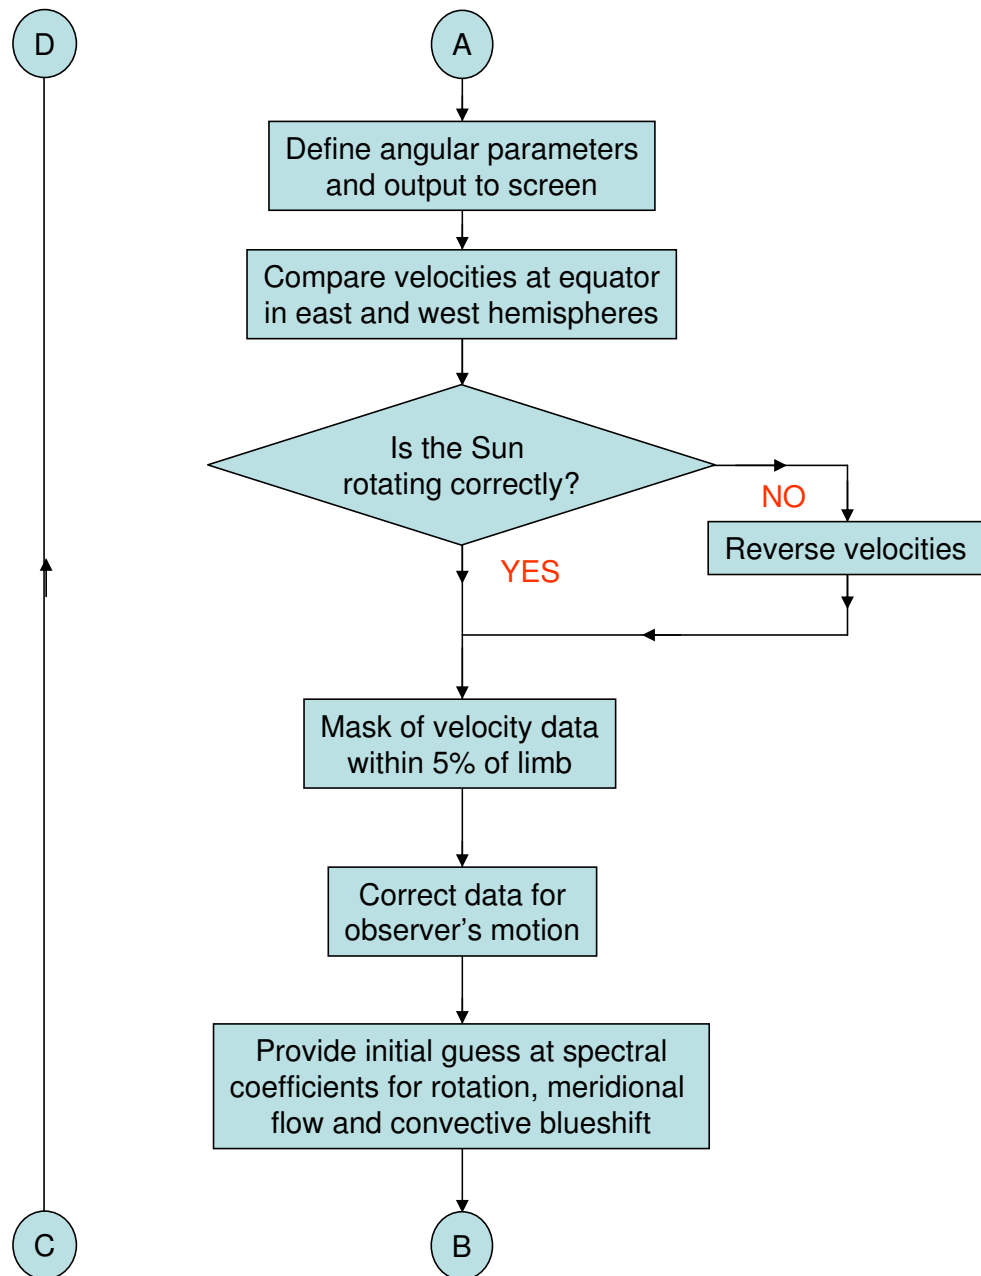 D
A
Define angular parameters
and output to screen
Compare velocities at equator
in east and west hemispheres
Is the Sun
rotating correctly?
NO
Reverse velocities
YES
Mask of velocity data
within 5% of limb
Correct data for
observer's motion
Provide initial guess at spectral
coefficients for rotation, meridional
flow and convective blueshift
C
B